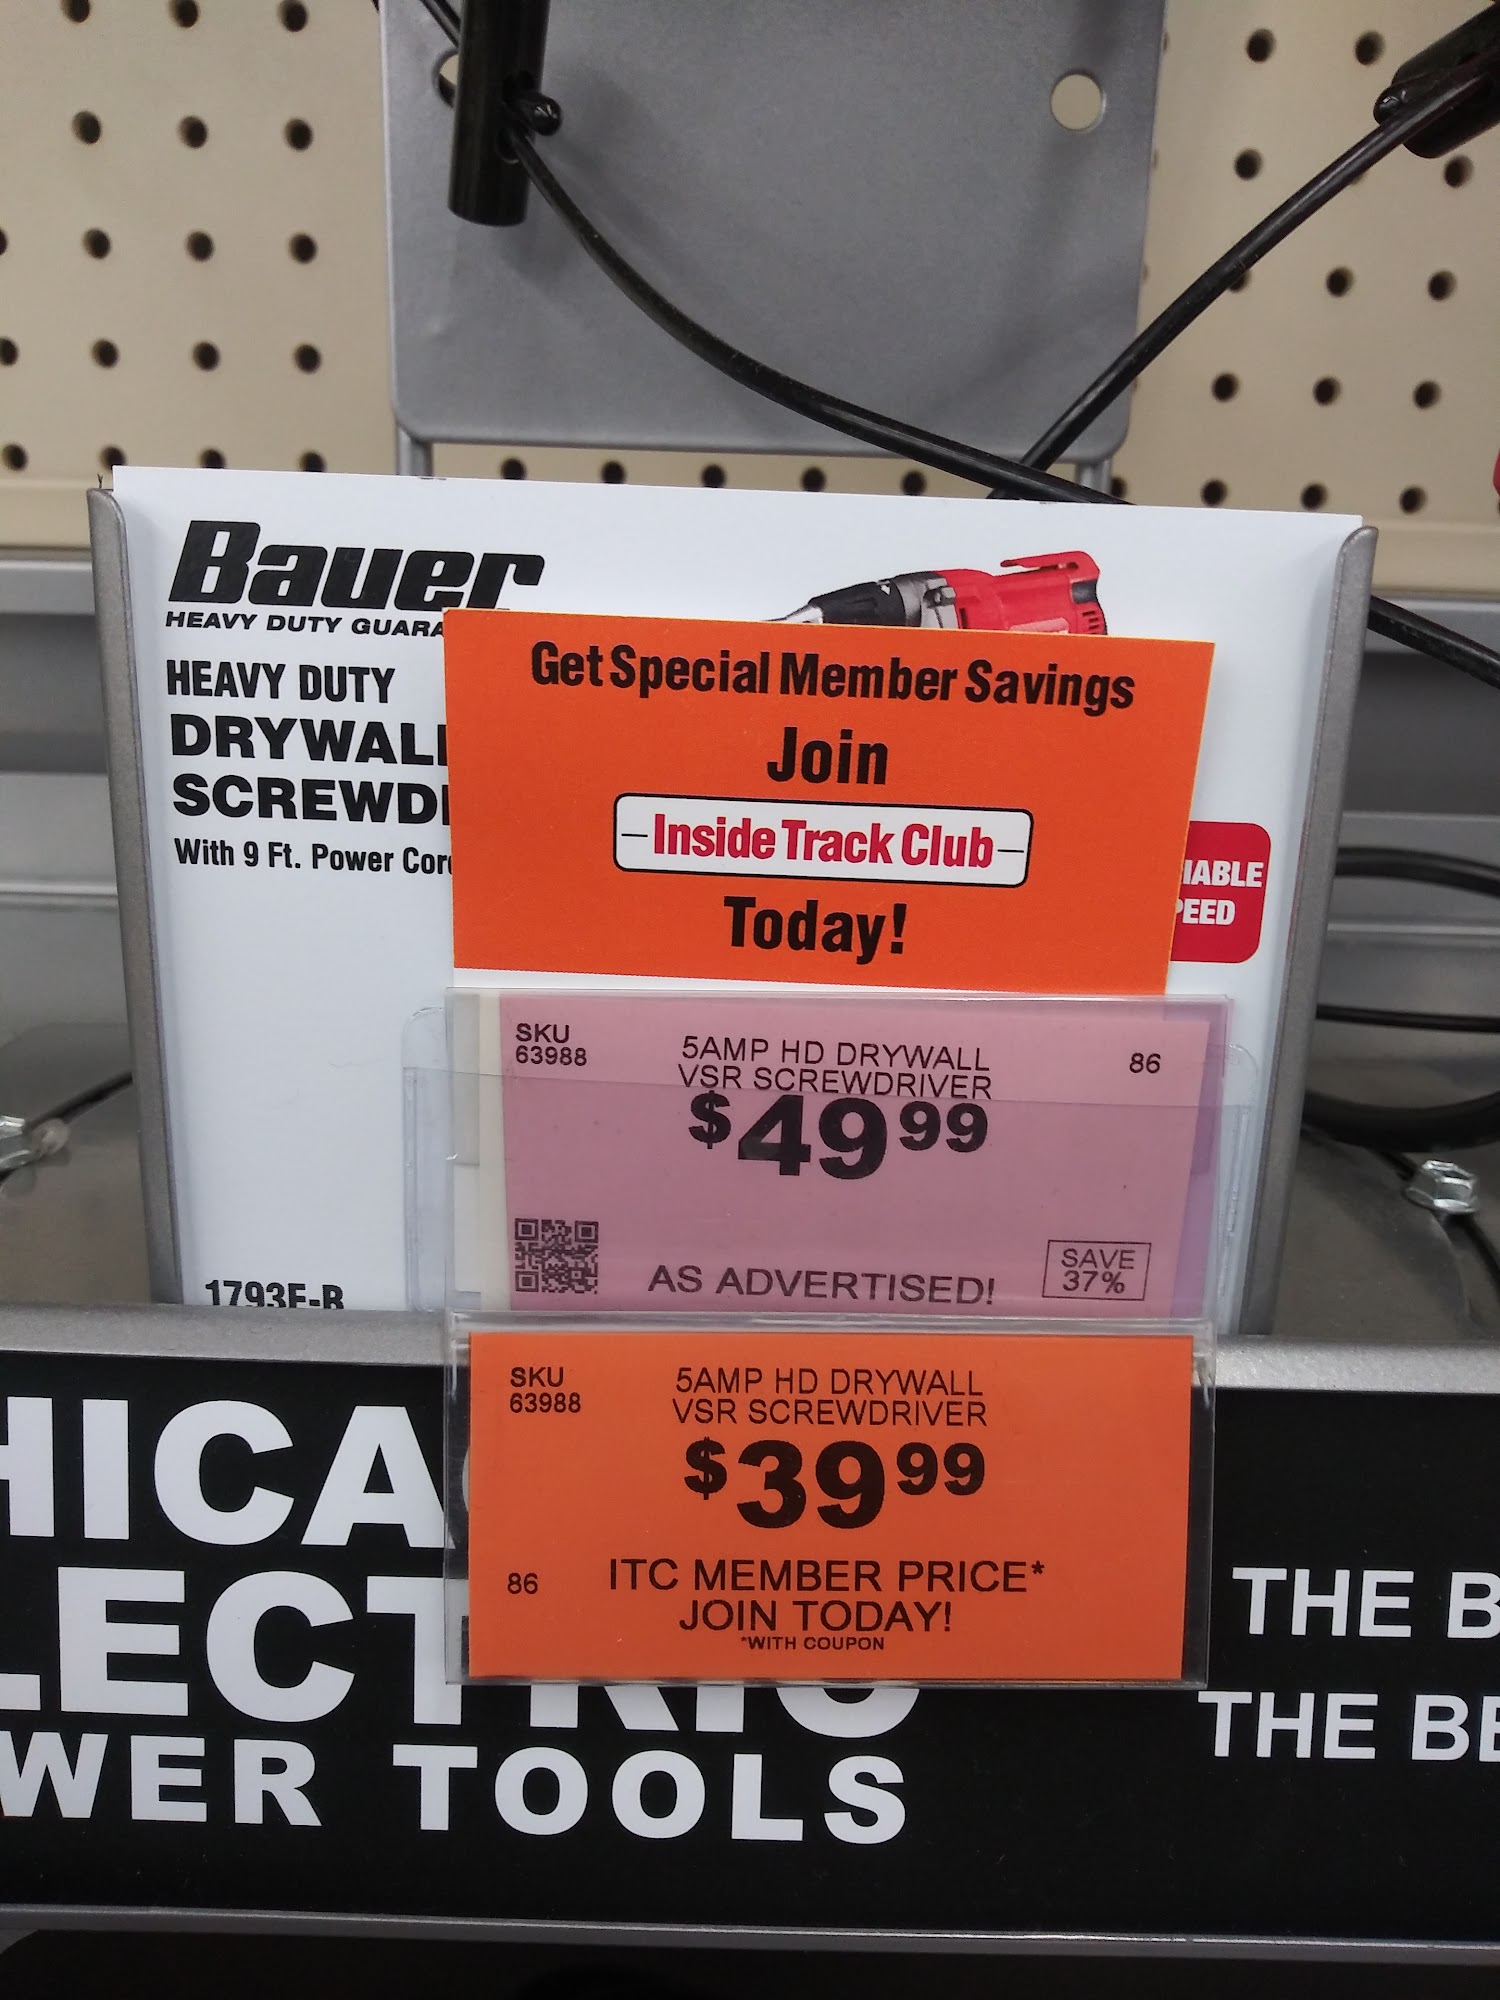 Bauer
HEAVY DUTY GUARA
HEAVY DUTY
DRYWALL
SCREWD
With 9 Ft. Power Cor
IABLE
PEED
1793E-B
Get Special Member Savings
Join
Inside Track Club
Today!
SKU
63988
5AMP HD DRYWALL
VSR SCREWDRIVER
86
$49 99
AS ADVERTISED!
SAVE
37%
SKU
63988
5AMP HD DRYWALL
VSR SCREWDRIVER
$39 99
86
ITC MEMBER PRICE*
JOIN TODAY!
*WITH COUPON
HICA
LECTRIC
WER TOOLS
THE B
THE BE